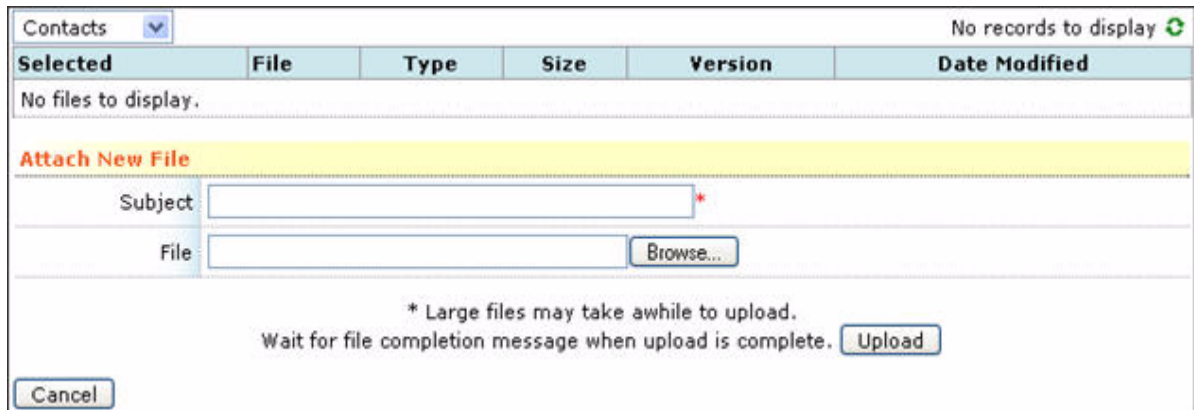 Contacts No records to display
Selected File Type Size Version Date Modified
No files to display.
Attach New File
Subject *
File Browse...
* Large files may take awhile to upload.
Wait for file completion message when upload is complete. Upload
Cancel